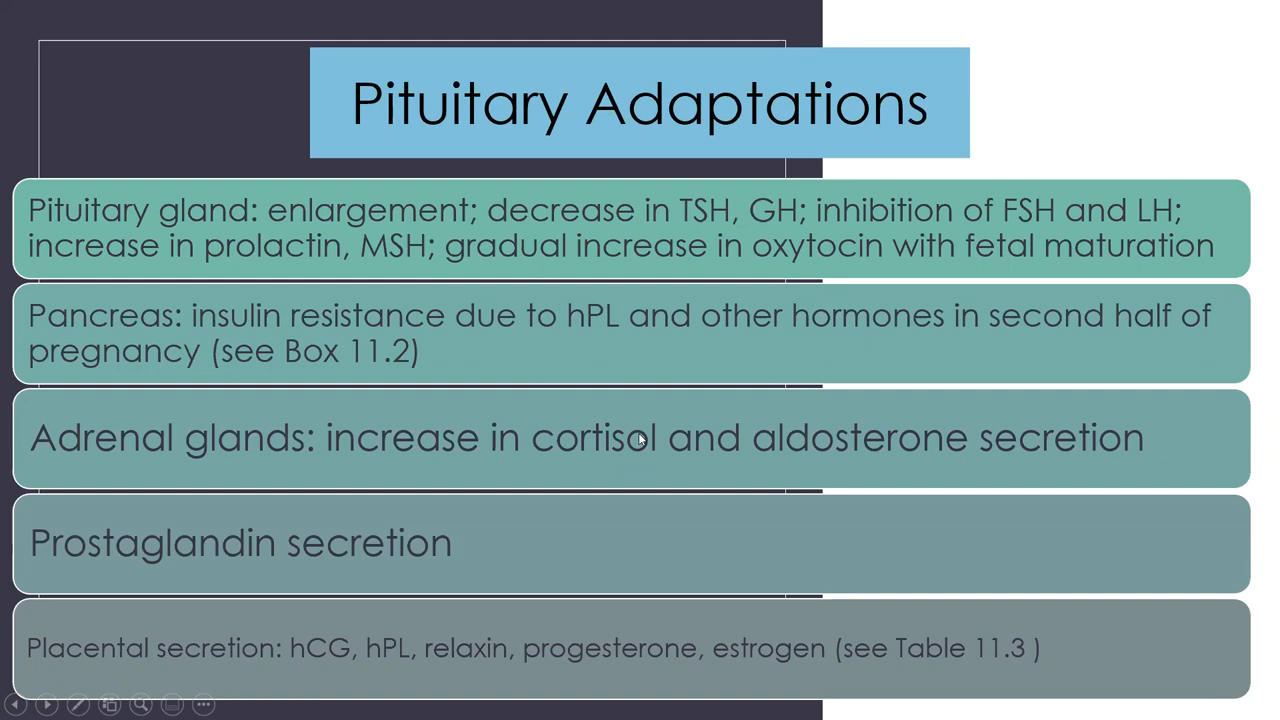 Pituitary Adaptations
Pituitary gland: enlargement; decrease in TSH, GH; inhibition of FSH and LH;
increase in prolactin, MSH; gradual increase in oxytocin with fetal maturation
Pancreas: insulin resistance due to hPL and other hormones in second half of
pregnancy (see Box 11.2)
Adrenal glands: increase in cortisol and aldosterone secretion
Prostaglandin secretion
Placental secretion: hCG, hPL, relaxin, progesterone, estrogen (see Table 11.3 )